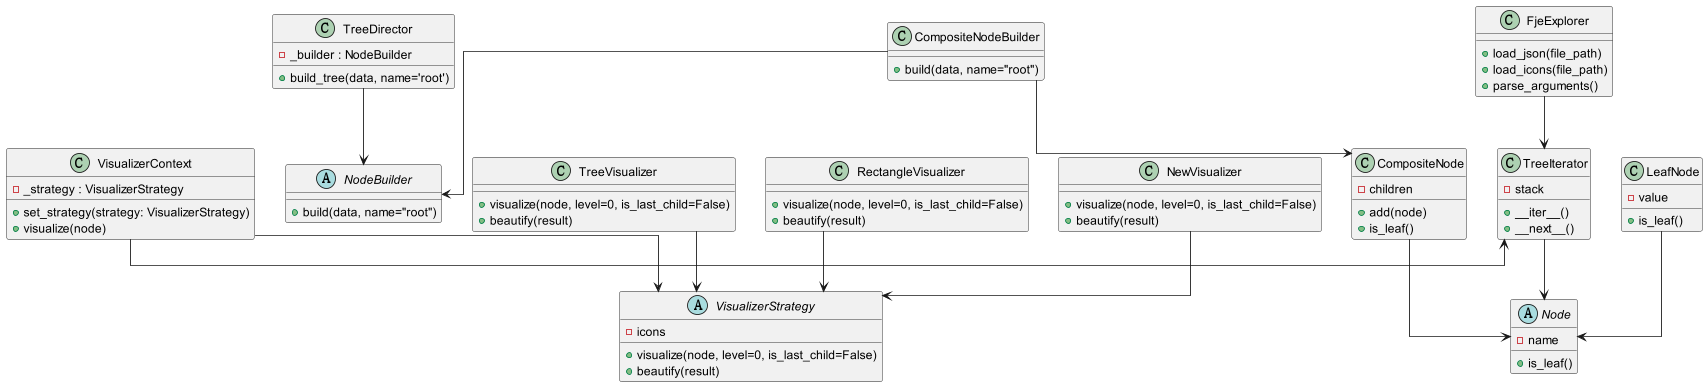 C TreeDirector
_builder : NodeBuilder
build_tree(data, name='root')
C CompositeNodeBuilder
build(data, name="root")
C FjeExplorer
load_json(file_path)
load_icons(file_path)
parse_arguments()
C VisualizerContext
_strategy : VisualizerStrategy
set_strategy(strategy: VisualizerStrategy)
visualize(node)
A NodeBuilder
build(data, name="root")
C TreeVisualizer
visualize(node, level=0, is_last_child=False)
beautify(result)
C RectangleVisualizer
visualize(node, level=0, is_last_child=False)
beautify(result)
C NewVisualizer
visualize(node, level=0, is_last_child=False)
beautify(result)
C CompositeNode
children
add(node)
is_leaf()
C TreeIterator
stack
__iter__()
__next__()
C LeafNode
value
is_leaf()
A VisualizerStrategy
icons
visualize(node, level=0, is_last_child=False)
beautify(result)
A Node
name
is_leaf()